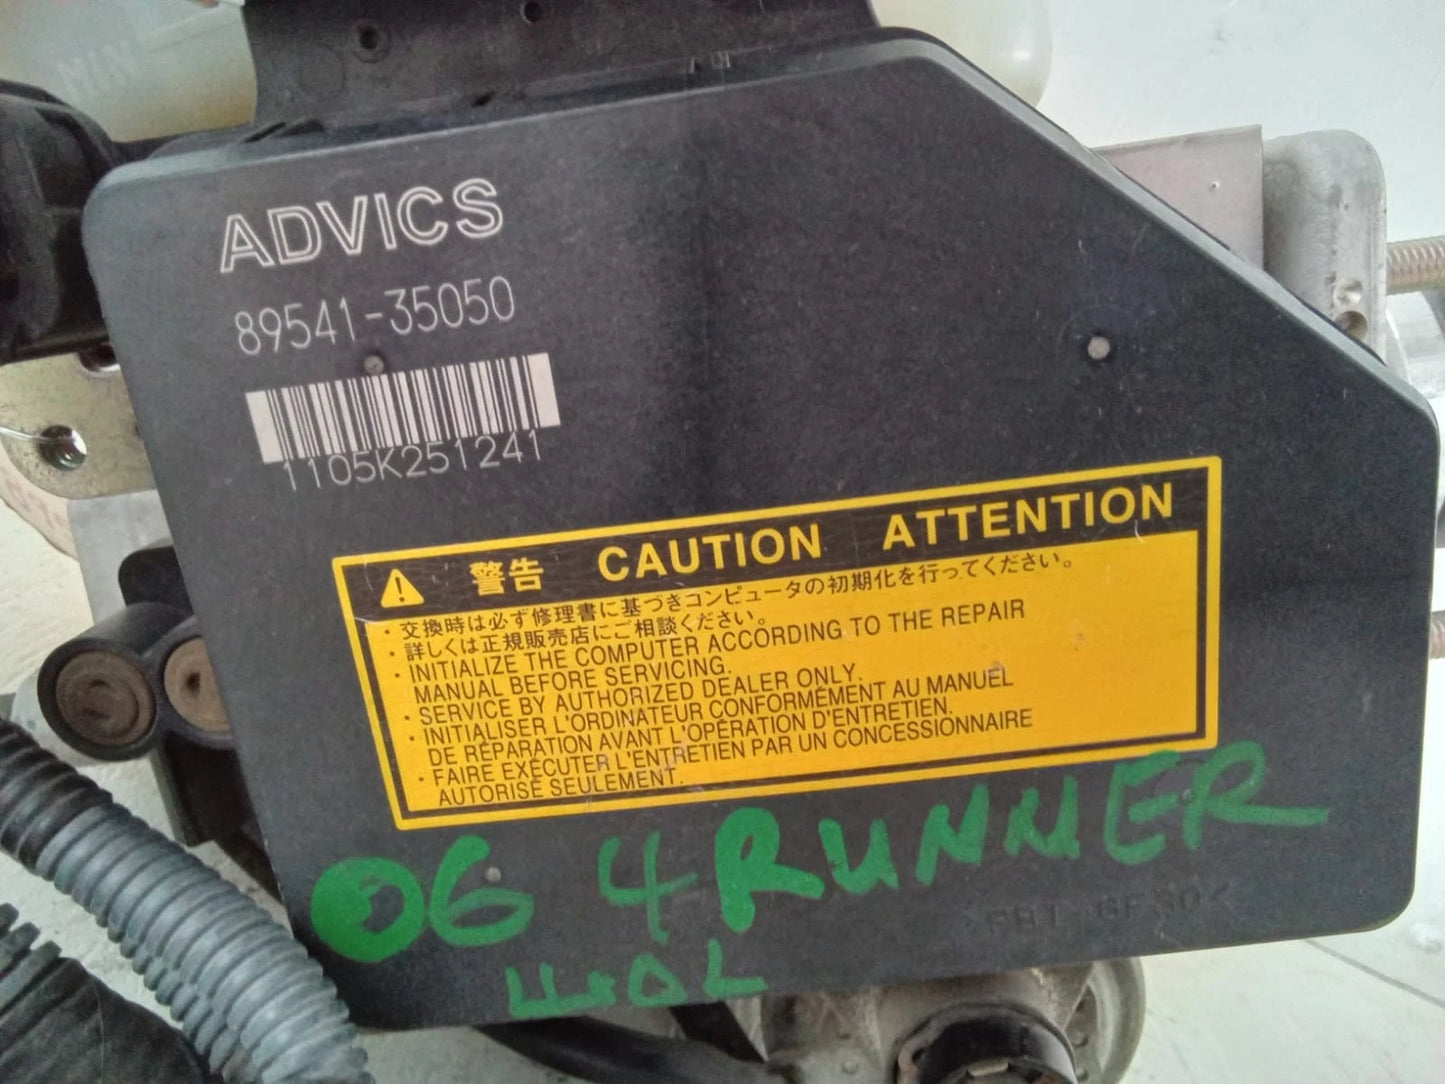 ADVICS
89541-35050
1105K251241
警告 CAUTION ATTENTION
・交換時は必ず修理書に基づきコンピュータの初期化を行ってください。
・詳しくは正規販売店にご相談ください。
・INITIALIZE THE COMPUTER ACCORDING TO THE REPAIR
MANUAL BEFORE SERVICING.
・SERVICE BY AUTHORIZED DEALER ONLY.
・INITIALISER L'ORDINATEUR CONFORMÉMENT AU MANUEL
DE RÉPARATION AVANT L'OPÉRATION D'ENTRETIEN.
・FAIRE EXÉCUTER L'ENTRETIEN PAR UN CONCESSIONNAIRE
AUTORISÉ SEULEMENT.
06 4RUNNER
4.0L
>PBT-GF30<